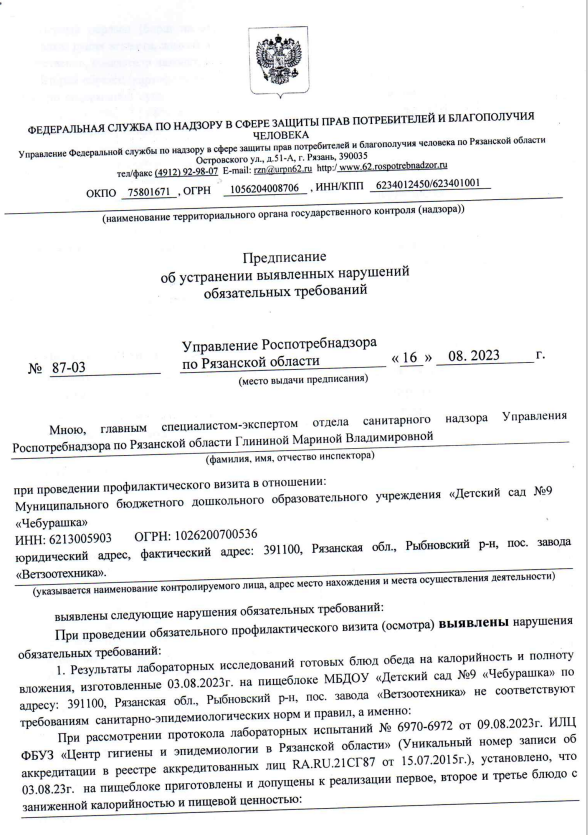 ФЕДЕРАЛЬНАЯ СЛУЖБА ПО НАДЗОРУ В СФЕРЕ ЗАЩИТЫ ПРАВ ПОТРЕБИТЕЛЕЙ И БЛАГОПОЛУЧИЯ
ЧЕЛОВЕКА
Управление Федеральной службы по надзору в сфере защиты прав потребителей и благополучия человека по Рязанской области
Островского ул., д.51-А, г. Рязань, 390035
тел/факс (4912) 92-98-07 E-mail: rzn@urpn62.ru http:/ www.62.rospotrebnadzor.ru
ОКПО 75801671 , ОГРН 1056204008706 , ИНН/КПП 6234012450/623401001
(наименование территориального органа государственного контроля (надзора))
Предписание
об устранении выявленных нарушений
обязательных требований
Управление Роспотребнадзора
№ 87-03 по Рязанской области « 16 » 08. 2023 г.
(место выдачи предписания)
Мною, главным специалистом-экспертом отдела санитарного надзора Управления
Роспотребнадзора по Рязанской области Глининой Мариной Владимировной
(фамилия, имя, отчество инспектора)
при проведении профилактического визита в отношении:
Муниципального бюджетного дошкольного образовательного учреждения «Детский сад №9
«Чебурашка»
ИНН: 6213005903 ОГРН: 1026200700536
юридический адрес, фактический адрес: 391100, Рязанская обл., Рыбновский р-н, пос. завода
«Ветзоотехника».
(указывается наименование контролируемого лица, адрес место нахождения и места осуществления деятельности)
выявлены следующие нарушения обязательных требований:
При проведении обязательного профилактического визита (осмотра) выявлены нарушения
обязательных требований:
1. Результаты лабораторных исследований готовых блюд обеда на калорийность и полноту
вложения, изготовленные 03.08.2023г. на пищеблоке МБДОУ «Детский сад №9 «Чебурашка» по
адресу: 391100, Рязанская обл., Рыбновский р-н, пос. завода «Ветзоотехника» не соответствуют
требованиям санитарно-эпидемиологических норм и правил, а именно:
При рассмотрении протокола лабораторных испытаний № 6970-6972 от 09.08.2023г. ИЛЦ
ФБУЗ «Центр гигиены и эпидемиологии в Рязанской области» (Уникальный номер записи об
аккредитации в реестре аккредитованных лиц RA.RU.21СГ87 от 15.07.2015г.), установлено, что
03.08.23г. на пищеблоке приготовлены и допущены к реализации первое, второе и третье блюдо с
заниженной калорийностью и пищевой ценностью: